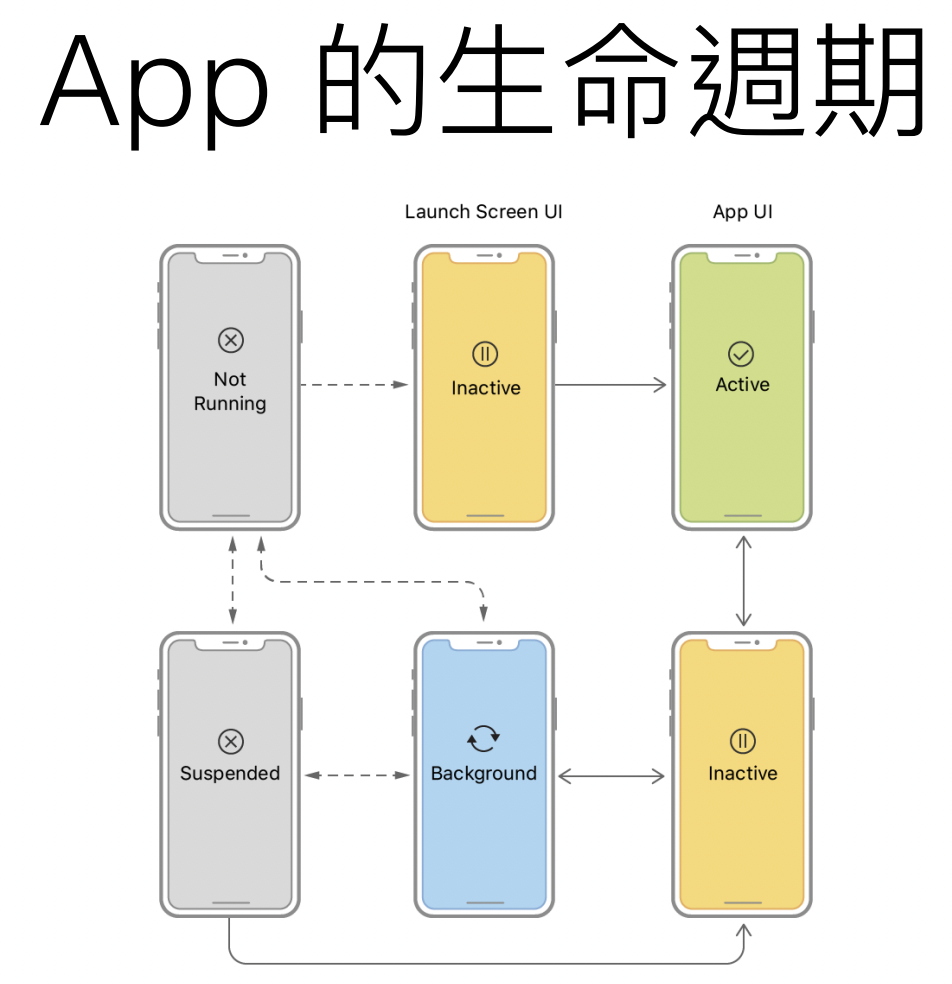 App 的生命週期
Launch Screen UI
App UI
Not
Running
Inactive
Active
Suspended
Background
Inactive